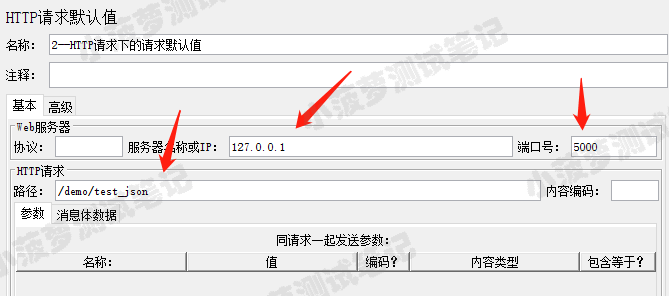 HTTP请求默认值
名称： 2——HTTP请求下的请求默认值
注释：
基本 高级
Web服务器
协议： 服务器名称或IP： 127.0.0.1 端口号： 5000
HTTP请求
路径： /demo/test_json 内容编码：
参数 消息体数据
同请求一起发送参数：
名称： 值 编码？ 内容类型 包含等于？
小菠萝测试笔记